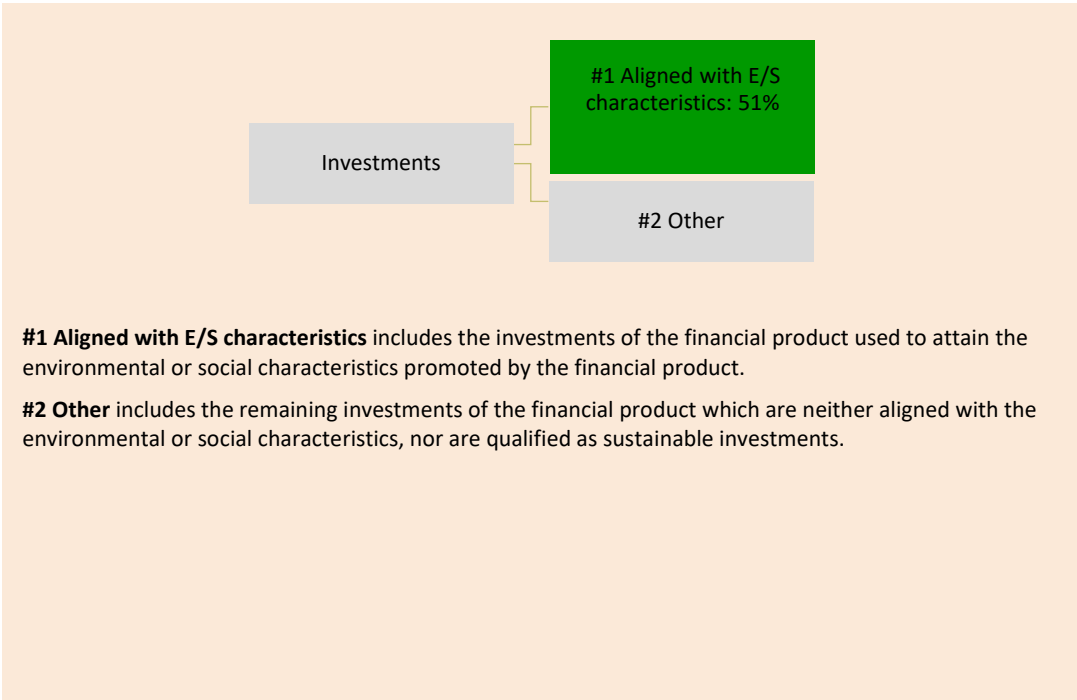 #1 Aligned with E/S
characteristics: 51%
Investments
#2 Other
#1 Aligned with E/S characteristics includes the investments of the financial product used to attain the
environmental or social characteristics promoted by the financial product.
#2 Other includes the remaining investments of the financial product which are neither aligned with the
environmental or social characteristics, nor are qualified as sustainable investments.